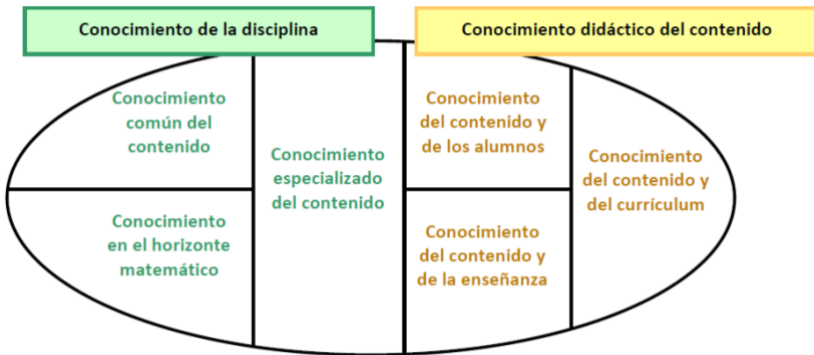 Conocimiento de la disciplina
Conocimiento didáctico del contenido
Conocimiento
común del
contenido
Conocimiento
en el horizonte
matemático
Conocimiento
especializado
del contenido
Conocimiento
del contenido y
de los alumnos
Conocimiento
del contenido y
de la enseñanza
Conocimiento
del contenido y
del currículum